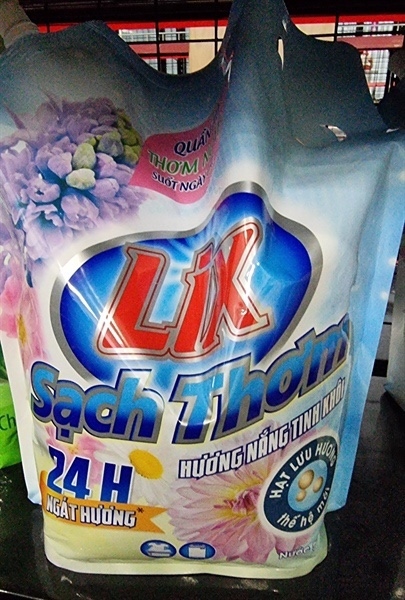 QUẦN
THƠM
SUỐT NGÀY
LiX
Sạch Thơm
HƯƠNG NẮNG TINH KHÔI
24 H
NGÁT HƯƠNG*
HẠT LƯU HƯƠNG
thế hệ mới